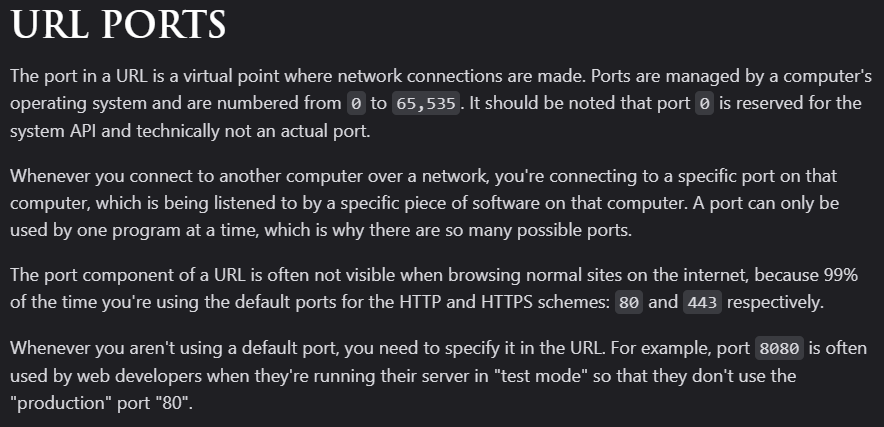 URL PORTS
The port in a URL is a virtual point where network connections are made. Ports are managed by a computer's
operating system and are numbered from 0 to 65,535. It should be noted that port 0 is reserved for the
system API and technically not an actual port.
Whenever you connect to another computer over a network, you're connecting to a specific port on that
computer, which is being listened to by a specific piece of software on that computer. A port can only be
used by one program at a time, which is why there are so many possible ports.
The port component of a URL is often not visible when browsing normal sites on the internet, because 99%
of the time you're using the default ports for the HTTP and HTTPS schemes: 80 and 443 respectively.
Whenever you aren't using a default port, you need to specify it in the URL. For example, port 8080 is often
used by web developers when they're running their server in "test mode" so that they don't use the
"production" port "80".